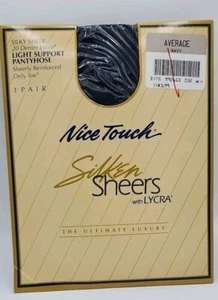 SILKY SHEER
20 Denier Lycra®
LIGHT SUPPORT
PANTYHOSE
Sheerly Reinforced
Only Toe
1 PAIR
AVERAGE
NAVY
Nice Touch
Silken
Sheers
with LYCRA®
THE ULTIMATE LUXURY